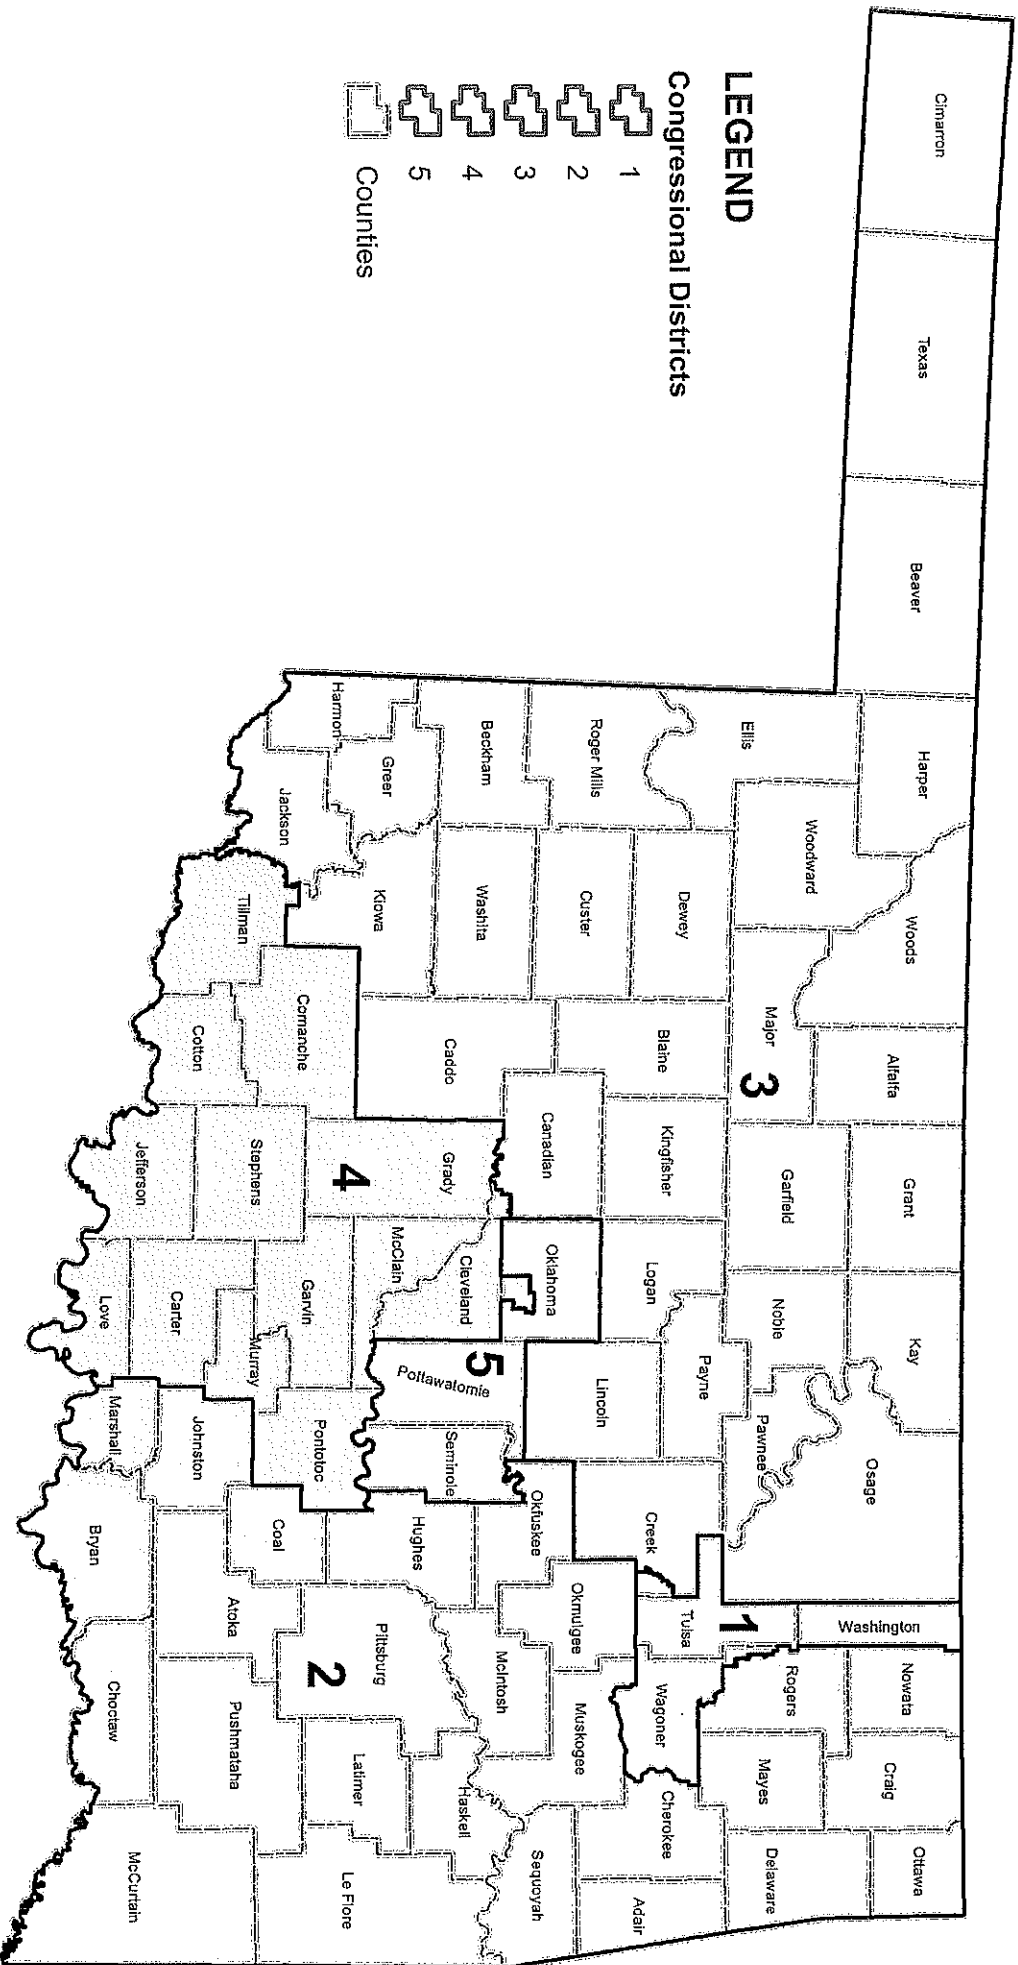 LEGEND
Congressional Districts
1
2
3
4
5
Counties
Cimarron
Texas
Beaver
Harper
Woods
Alfalfa
Grant
Kay
Osage
Washington
Nowata
Craig
Ottawa
Ellis
Woodward
Major
3
Garfield
Noble
Pawnee
1
Rogers
Mayes
Delaware
Roger Mills
Dewey
Blaine
Kingfisher
Logan
Payne
Creek
Tulsa
Wagoner
Cherokee
Adair
Custer
Canadian
Oklahoma
Lincoln
Okfuskee
Okmulgee
Muskogee
Sequoyah
Beckham
Washita
Caddo
Grady
Cleveland
5
Pottawatomie
Seminole
McIntosh
Haskell
Harmon
Greer
Kiowa
McClain
Hughes
Pittsburg
Latimer
Le Flore
Jackson
Tillman
Comanche
4
Stephens
Garvin
Murray
Pontotoc
Coal
2
Cotton
Jefferson
Carter
Johnston
Atoka
Pushmataha
McCurtain
Love
Marshall
Bryan
Choctaw